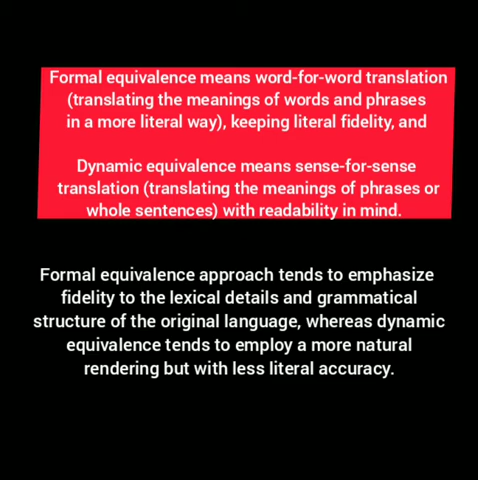 Formal equivalence means word-for-word translation
(translating the meanings of words and phrases
in a more literal way), keeping literal fidelity, and
Dynamic equivalence means sense-for-sense
translation (translating the meanings of phrases or
whole sentences) with readability in mind.
Formal equivalence approach tends to emphasize
fidelity to the lexical details and grammatical
structure of the original language, whereas dynamic
equivalence tends to employ a more natural
rendering but with less literal accuracy.